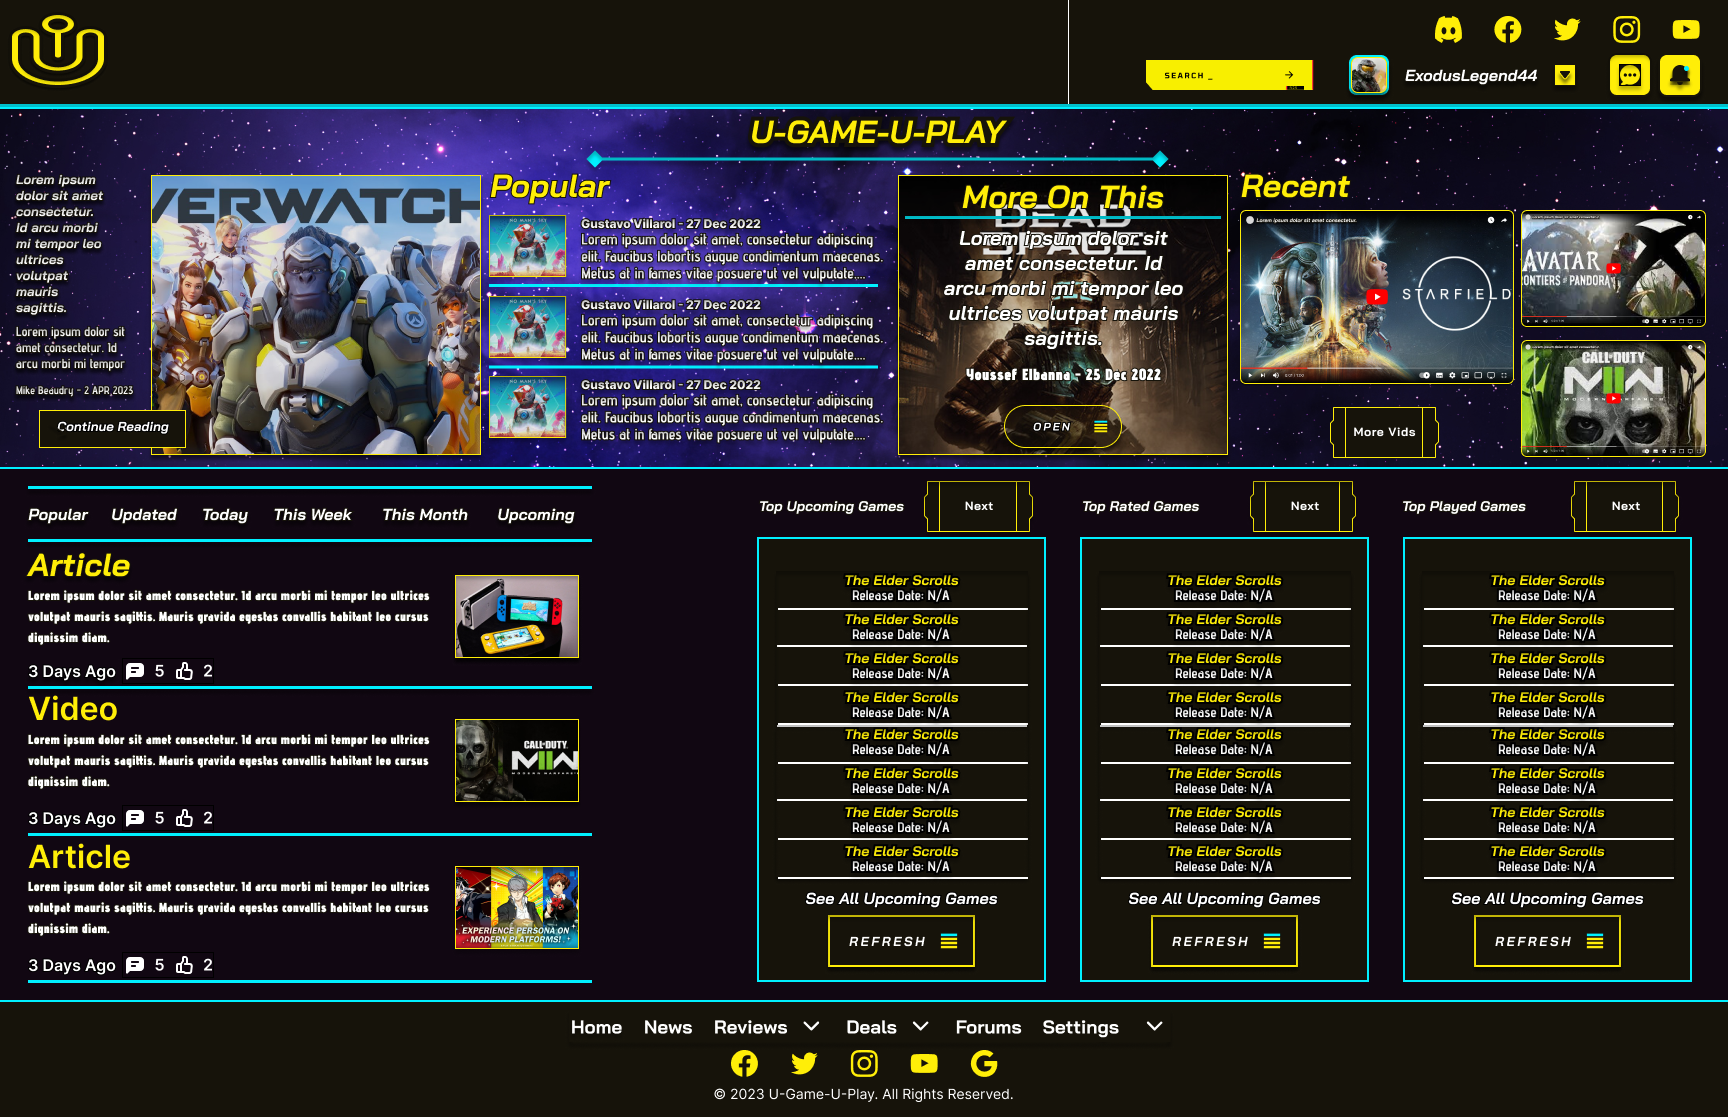 SEARCH _
ExodusLegend44
U-GAME-U-PLAY
Lorem ipsum
dolor sit amet
consectetur.
Id arcu morbi
mi tempor leo
ultrices
volutpat
mauris
sagittis.
Lorem ipsum dolor sit
amet consectetur. Id
arcu morbi mi tempor
Mike Beaudry - 2 APR,2023
Continue Reading
VERWATCH
Popular
NO MAN'S SKY
Gustavo Villarol - 27 Dec 2022
Lorem ipsum dolor sit amet, consectetur adipiscing
elit. Faucibus lobortis augue condimentum maecenas.
Metus at in fames vitae posuere ut vel vulputate....
NO MAN'S SKY
Gustavo Villarol - 27 Dec 2022
Lorem ipsum dolor sit amet, consectetur adipiscing
elit. Faucibus lobortis augue condimentum maecenas.
Metus at in fames vitae posuere ut vel vulputate....
NO MAN'S SKY
Gustavo Villarol - 27 Dec 2022
Lorem ipsum dolor sit amet, consectetur adipiscing
elit. Faucibus lobortis augue condimentum maecenas.
Metus at in fames vitae posuere ut vel vulputate....
More On This
DEAD
SPACE
Lorem ipsum dolor sit
amet consectetur. Id
arcu morbi mi tempor leo
ultrices volutpat mauris
sagittis.
Youssef Elbanna - 25 Dec 2022
OPEN
Recent
Lorem ipsum dolor sit amet consectetur.
STARFIELD
AVATAR
FRONTIERS of PANDORA
CALL OF DUTY
MWII
MODERN WARFARE II
More Vids
Popular Updated Today This Week This Month Upcoming
Article
Lorem ipsum dolor sit amet consectetur. Id arcu morbi mi tempor leo ultrices
volutpat mauris sagittis. Mauris gravida egestas convallis habitant leo cursus
dignissim diam.
3 Days Ago 5 2
Video
Lorem ipsum dolor sit amet consectetur. Id arcu morbi mi tempor leo ultrices
volutpat mauris sagittis. Mauris gravida egestas convallis habitant leo cursus
dignissim diam.
CALL OF DUTY
MWII
MODERN WARFARE
3 Days Ago 5 2
Article
Lorem ipsum dolor sit amet consectetur. Id arcu morbi mi tempor leo ultrices
volutpat mauris sagittis. Mauris gravida egestas convallis habitant leo cursus
dignissim diam.
EXPERIENCE PERSONA ON
MODERN PLATFORMS!
3 Days Ago 5 2
Top Upcoming Games
Next
The Elder Scrolls
Release Date: N/A
The Elder Scrolls
Release Date: N/A
The Elder Scrolls
Release Date: N/A
The Elder Scrolls
Release Date: N/A
The Elder Scrolls
Release Date: N/A
The Elder Scrolls
Release Date: N/A
The Elder Scrolls
Release Date: N/A
The Elder Scrolls
Release Date: N/A
See All Upcoming Games
REFRESH
Top Rated Games
Next
The Elder Scrolls
Release Date: N/A
The Elder Scrolls
Release Date: N/A
The Elder Scrolls
Release Date: N/A
The Elder Scrolls
Release Date: N/A
The Elder Scrolls
Release Date: N/A
The Elder Scrolls
Release Date: N/A
The Elder Scrolls
Release Date: N/A
The Elder Scrolls
Release Date: N/A
See All Upcoming Games
REFRESH
Top Played Games
Next
The Elder Scrolls
Release Date: N/A
The Elder Scrolls
Release Date: N/A
The Elder Scrolls
Release Date: N/A
The Elder Scrolls
Release Date: N/A
The Elder Scrolls
Release Date: N/A
The Elder Scrolls
Release Date: N/A
The Elder Scrolls
Release Date: N/A
The Elder Scrolls
Release Date: N/A
See All Upcoming Games
REFRESH
Home News Reviews Deals Forums Settings
© 2023 U-Game-U-Play. All Rights Reserved.